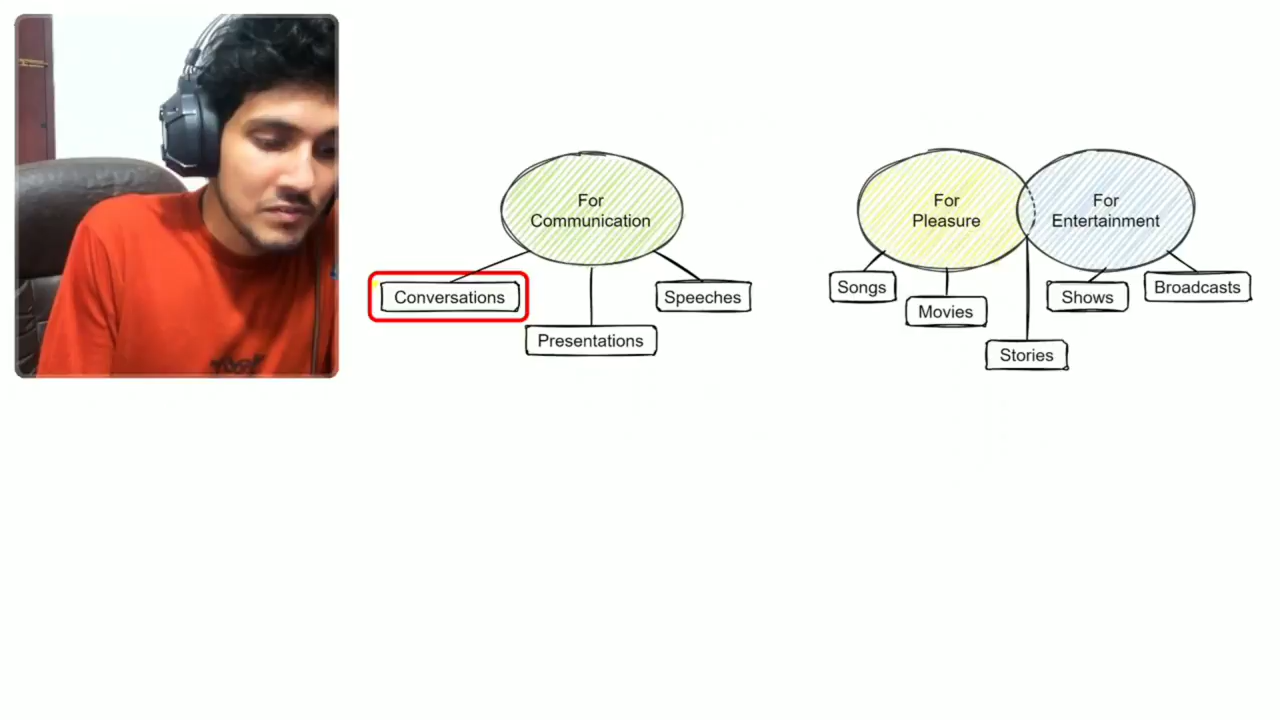 For
Communication
Conversations
Presentations
Speeches
For
Pleasure
For
Entertainment
Songs
Movies
Stories
Shows
Broadcasts